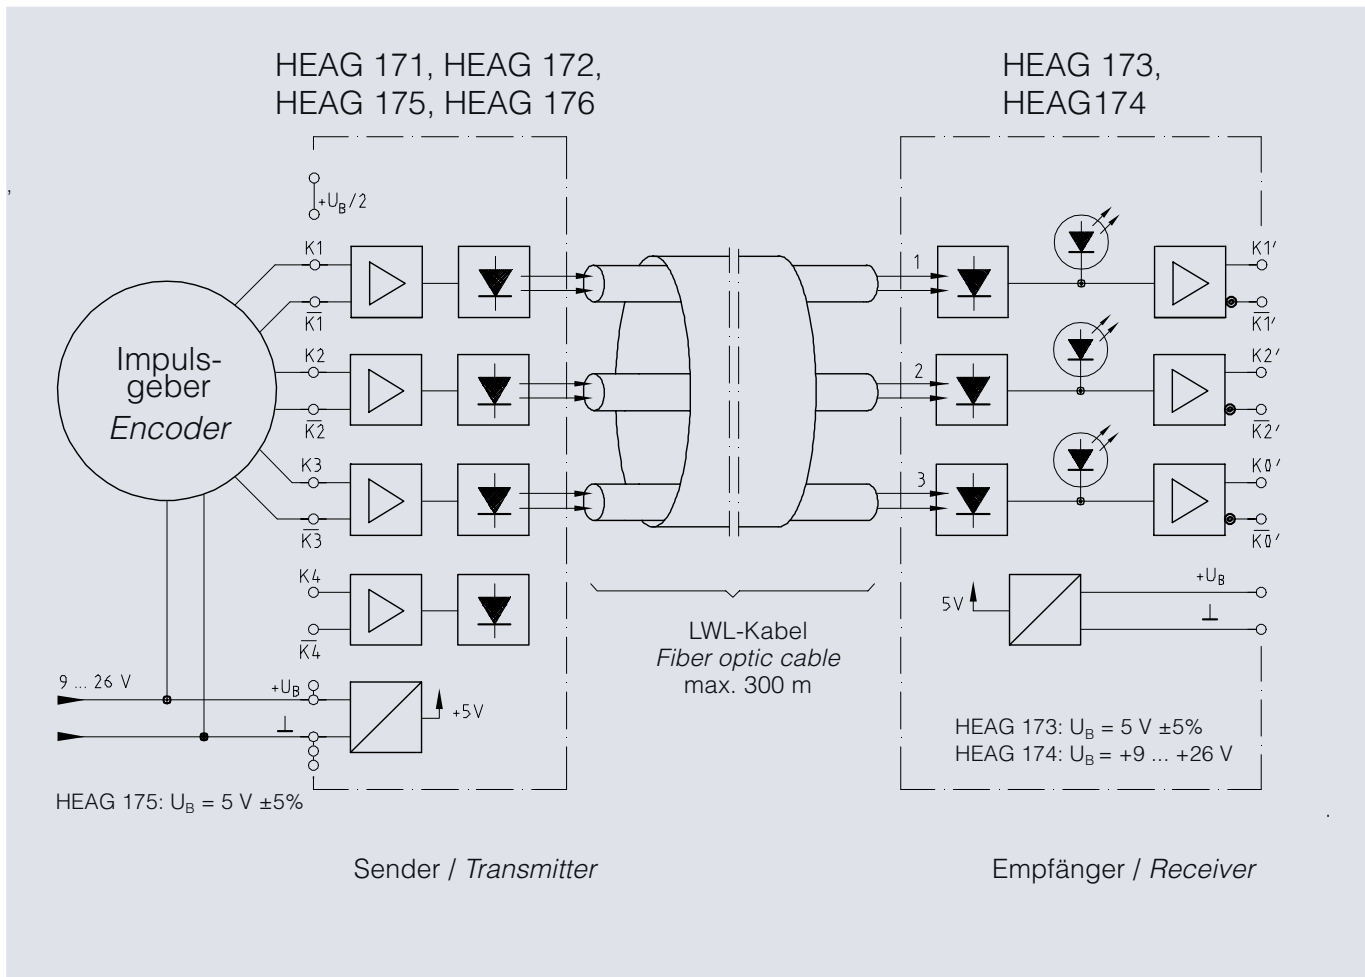 HEAG 171, HEAG 172,
HEAG 175, HEAG 176
HEAG 173,
HEAG174
+U_B/2
K1
K̅1̅
K2
K̅2̅
K3
K̅3̅
K4
K̅4̅
Impuls-
geber
Encoder
9 ... 26 V
+U_B
⊥
+5V
HEAG 175: U_B = 5 V ±5%
1
2
3
LWL-Kabel
Fiber optic cable
max. 300 m
K1′
K̅1̅′
K2′
K̅2̅′
K0′
K̅0̅′
5V
+U_B
⊥
HEAG 173: U_B = 5 V ±5%
HEAG 174: U_B = +9 ... +26 V
Sender / Transmitter
Empfänger / Receiver